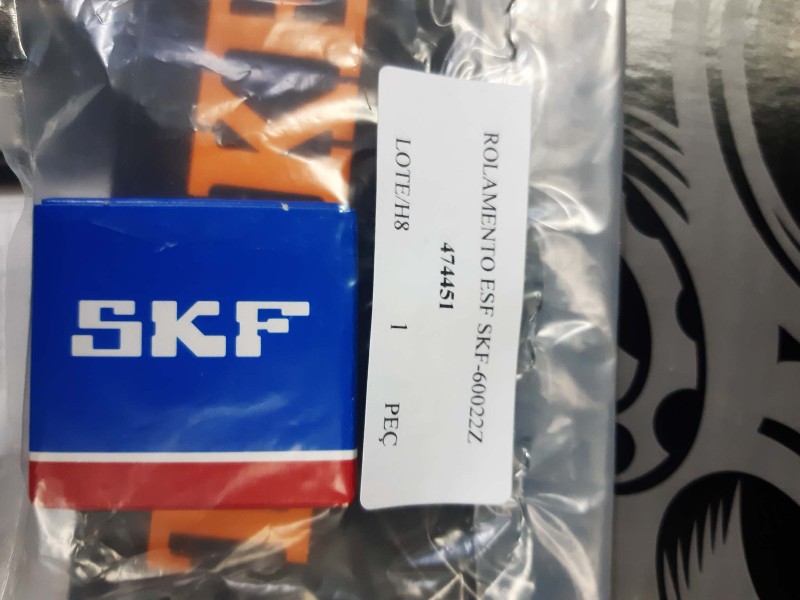 SKF
ROLAMENTO ESF SKF-60022Z
474451
LOTE/H8 1 PEÇ